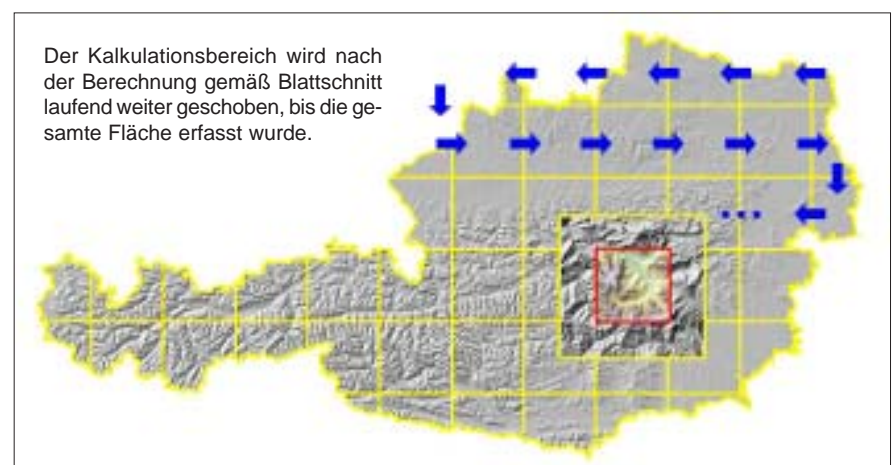 Der Kalkulationsbereich wird nach
der Berechnung gemäß Blattschnitt
laufend weiter geschoben, bis die ge-
samte Fläche erfasst wurde.